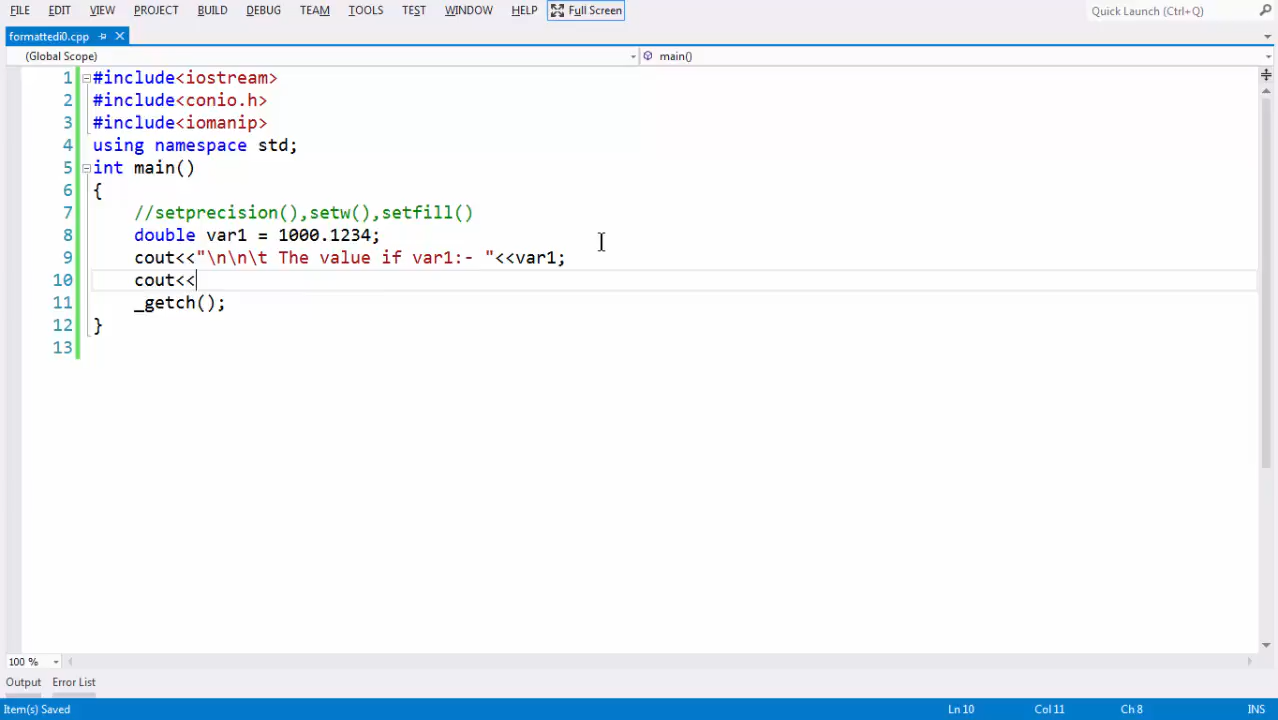 FILE EDIT VIEW PROJECT BUILD DEBUG TEAM TOOLS TEST WINDOW HELP Full Screen Quick Launch (Ctrl+Q)
formattedi0.cpp
(Global Scope) main()
1 #include<iostream>
2 #include<conio.h>
3 #include<iomanip>
4 using namespace std;
5 int main()
6 {
7 //setprecision(),setw(),setfill()
8 double var1 = 1000.1234;
9 cout<<"\n\n\t The value if var1:- "<<var1;
10 cout<<
11 _getch();
12 }
13
100 %
Output Error List
Item(s) Saved Ln 10 Col 11 Ch 8 INS